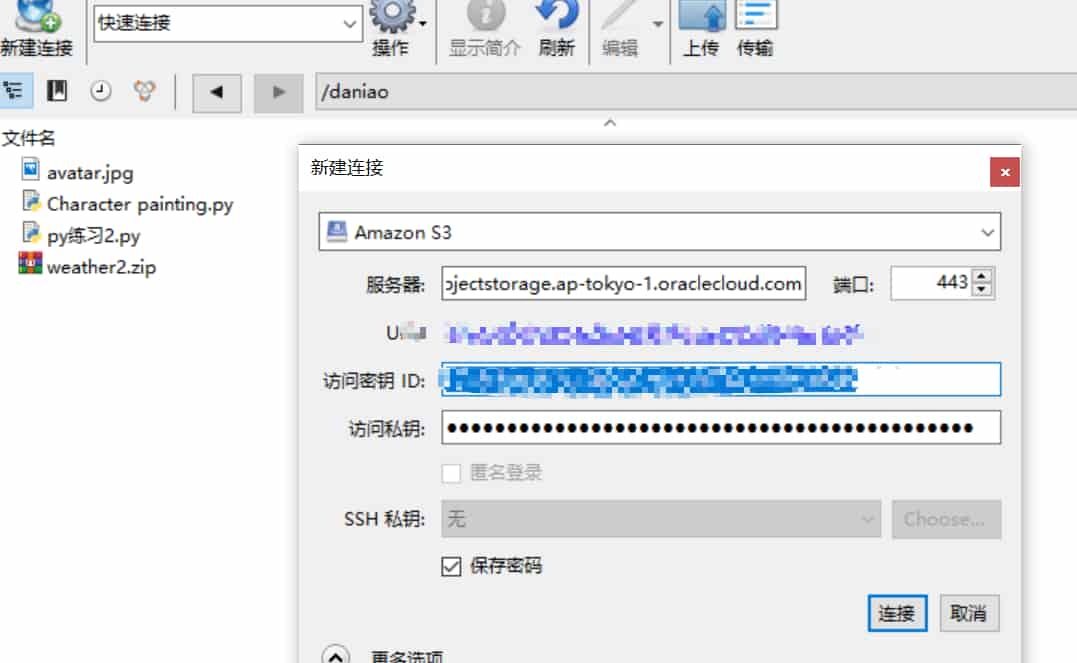 新建连接 快速连接 操作 显示简介 刷新 编辑 上传 传输
/daniao
文件名
avatar.jpg
Character painting.py
py练习2.py
weather2.zip
新建连接
Amazon S3
服务器: ojectstorage.ap-tokyo-1.oraclecloud.com 端口: 443
访问密钥 ID:
访问私钥: ●●●●●●●●●●●●●●●●●●●●●●●●●●●●●●●●●●●●●●●●●●●●
匿名登录
SSH 私钥: 无 Choose...
保存密码
连接 取消
更多选项